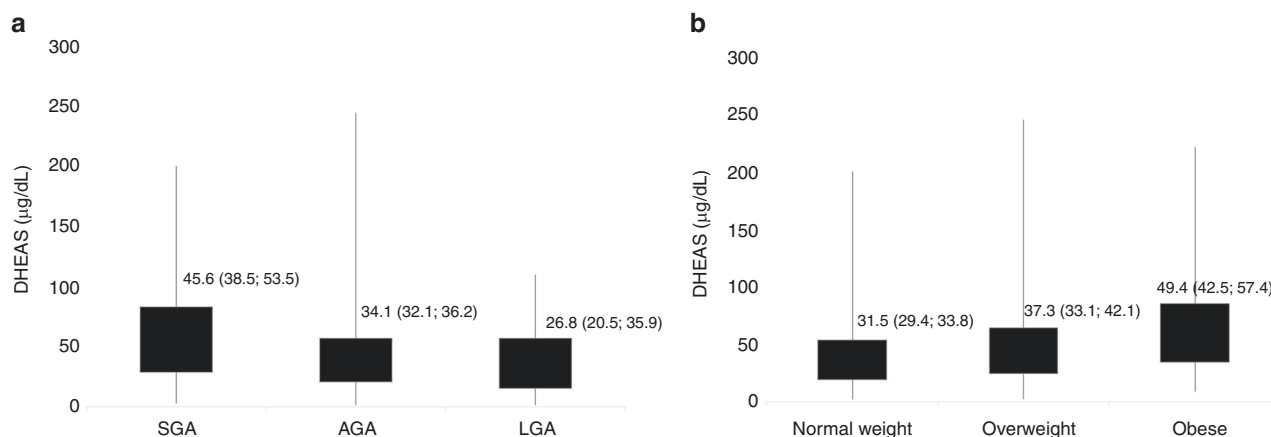 a
DHEAS (µg/dL)
300
250
200
150
100
50
0
45.6 (38.5; 53.5)
34.1 (32.1; 36.2)
26.8 (20.5; 35.9)
SGA
AGA
LGA
b
DHEAS (µg/dL)
300
250
200
150
100
50
0
31.5 (29.4; 33.8)
37.3 (33.1; 42.1)
49.4 (42.5; 57.4)
Normal weight
Overweight
Obese